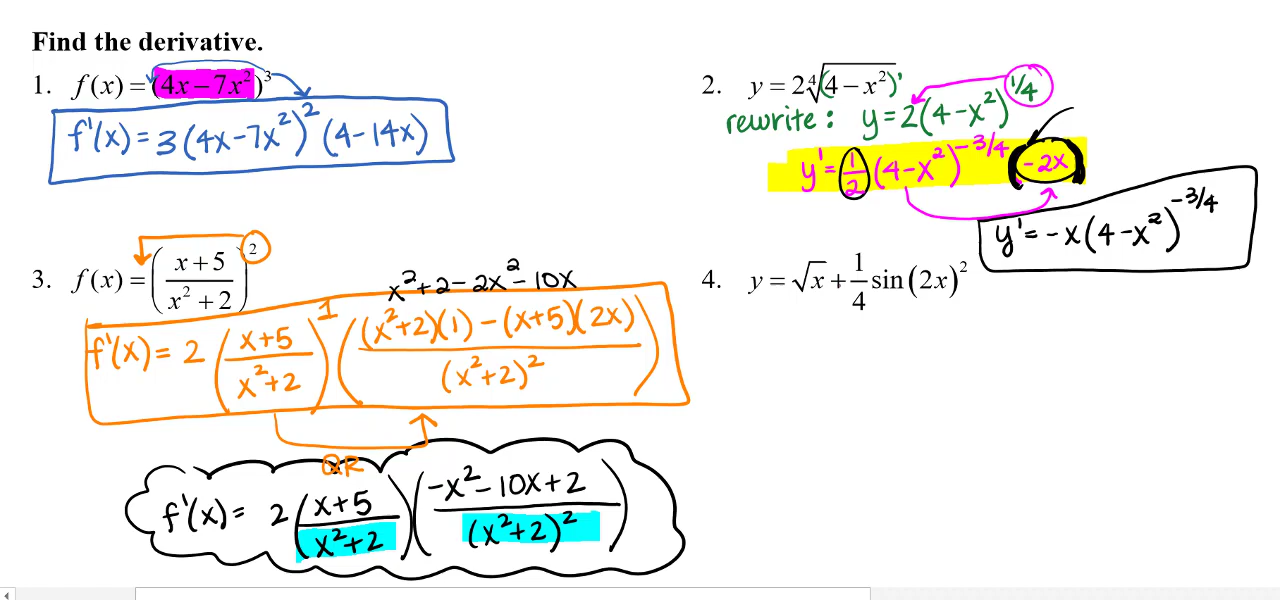 Find the derivative.
1. f(x) = (4x − 7x²)³
f'(x) = 3(4x − 7x²)² (4 − 14x)
2. y = 2∜(4 − x²)¹
rewrite: y = 2(4 − x²)^1/4
y' = 1/2 (4 − x²)^−3/4 (−2x)
y' = −x(4 − x²)^−3/4
3. f(x) = ((x + 5)/(x² + 2))²
x² + 2 − 2x² − 10x
f'(x) = 2((x + 5)/(x² + 2))¹ (((x² + 2)(1) − (x + 5)(2x))/(x² + 2)²)
QR
f'(x) = 2((x + 5)/(x² + 2))((−x² − 10x + 2)/(x² + 2)²)
4. y = √x + 1/4 sin(2x)²